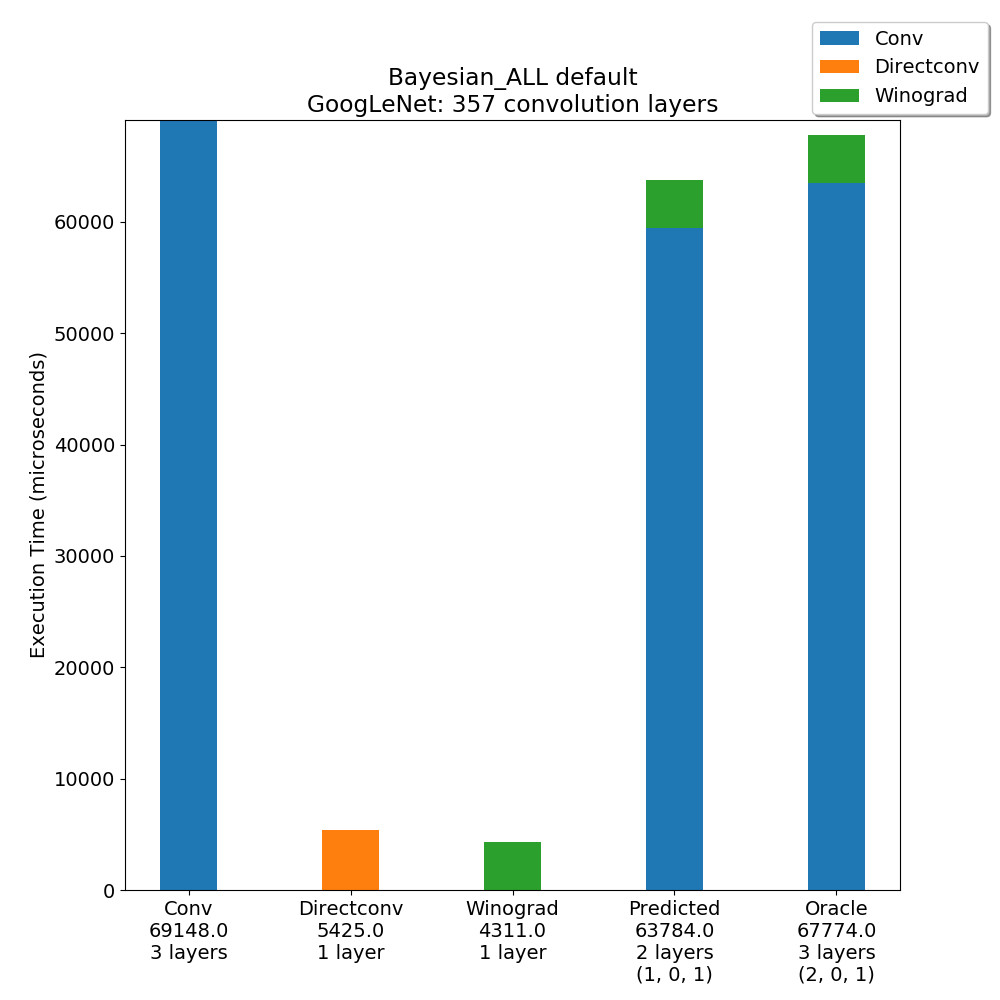 Conv
Directconv
Winograd
Bayesian_ALL default
GoogLeNet: 357 convolution layers
Execution Time (microseconds)
60000
50000
40000
30000
20000
10000
0
Conv
69148.0
3 layers
Directconv
5425.0
1 layer
Winograd
4311.0
1 layer
Predicted
63784.0
2 layers
(1, 0, 1)
Oracle
67774.0
3 layers
(2, 0, 1)